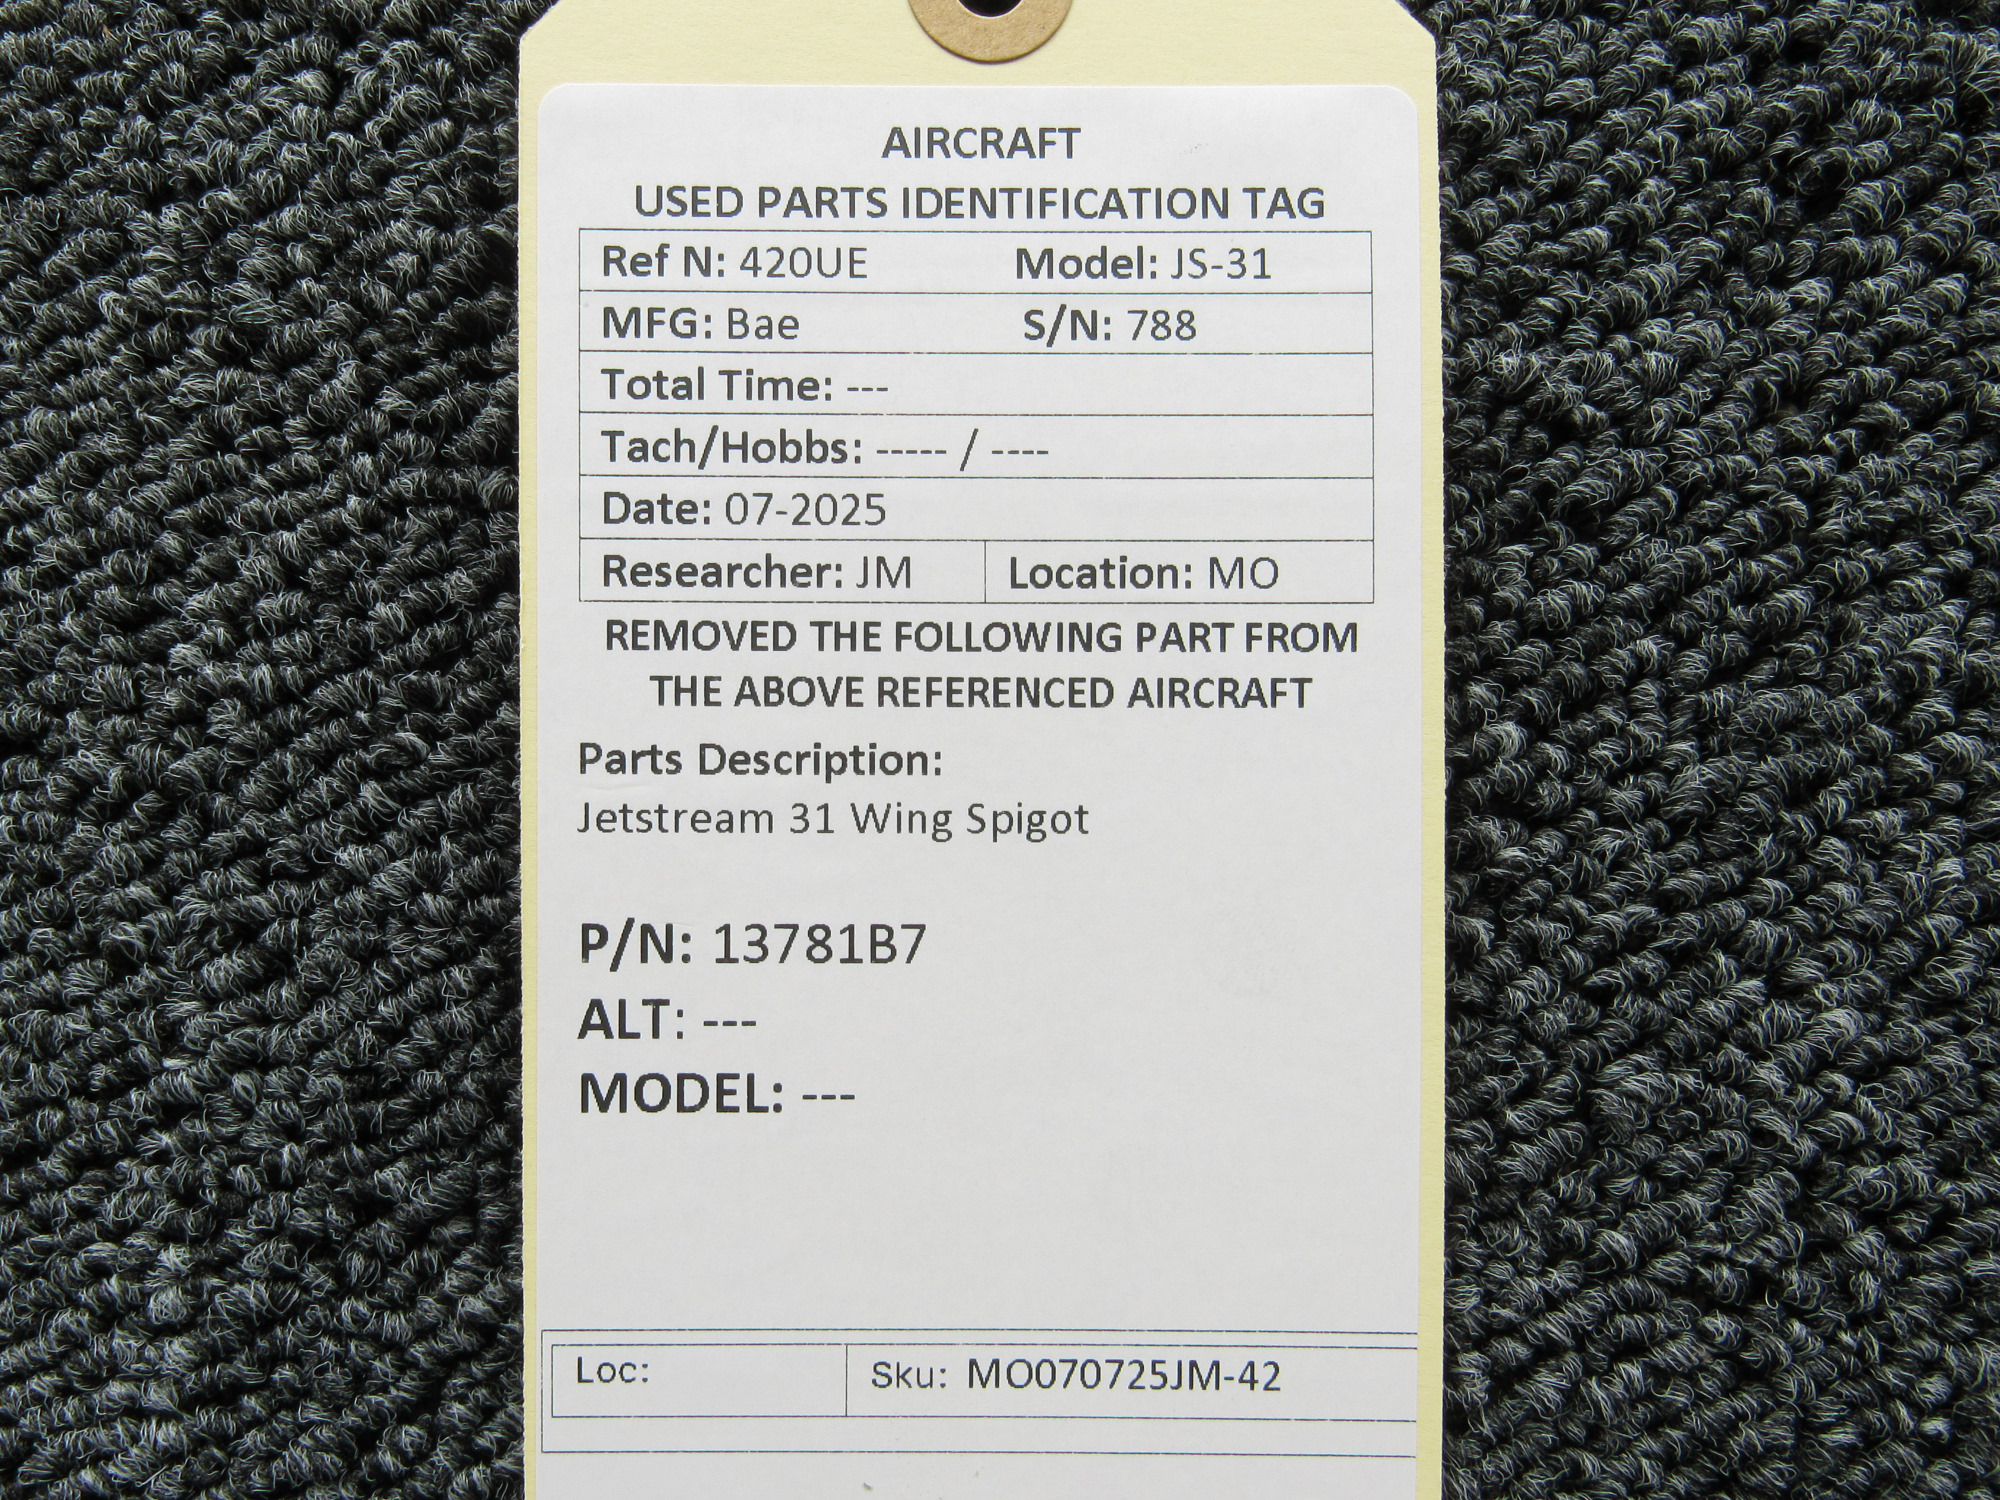 AIRCRAFT
USED PARTS IDENTIFICATION TAG
Ref N: 420UE Model: JS-31
MFG: Bae S/N: 788
Total Time: ---
Tach/Hobbs: ----- / ----
Date: 07-2025
Researcher: JM Location: MO
REMOVED THE FOLLOWING PART FROM
THE ABOVE REFERENCED AIRCRAFT
Parts Description:
Jetstream 31 Wing Spigot
P/N: 13781B7
ALT: ---
MODEL: ---
Loc: Sku: MO070725JM-42